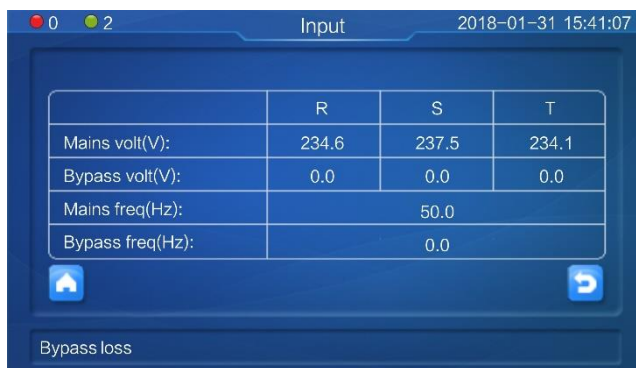 0 2 Input 2018-01-31 15:41:07
R S T
Mains volt(V): 234.6 237.5 234.1
Bypass volt(V): 0.0 0.0 0.0
Mains freq(Hz): 50.0
Bypass freq(Hz): 0.0
Bypass loss